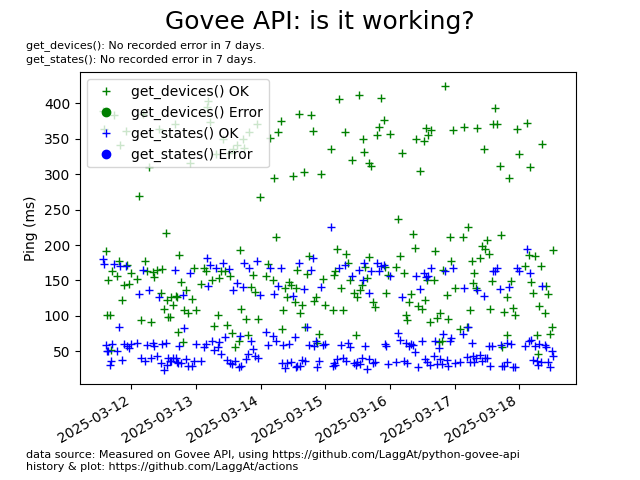 Govee API: is it working?
get_devices(): No recorded error in 7 days.
get_states(): No recorded error in 7 days.
get_devices() OK
get_devices() Error
get_states() OK
get_states() Error
Ping (ms)
400
350
300
250
200
150
100
50
2025-03-12
2025-03-13
2025-03-14
2025-03-15
2025-03-16
2025-03-17
2025-03-18
data source: Measured on Govee API, using https://github.com/LaggAt/python-govee-api
history & plot: https://github.com/LaggAt/actions